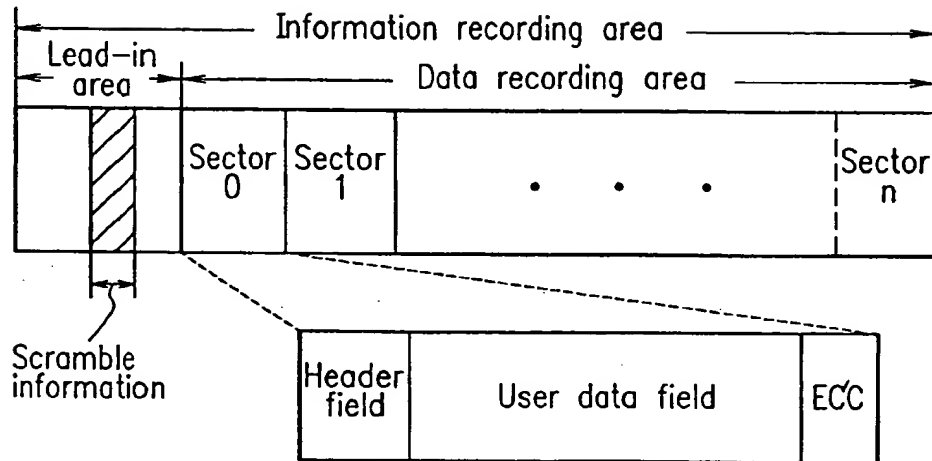 Information recording area
Lead-in
area
Data recording area
Sector
0
Sector
1
Sector
n
Scramble
information
Header
field
User data field
ECC